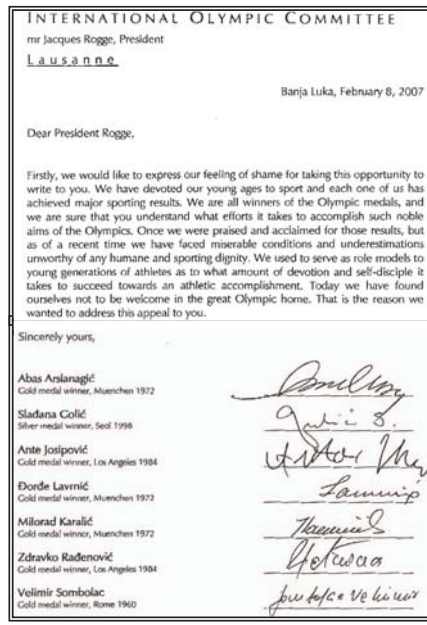 INTERNATIONAL OLYMPIC COMMITTEE
mr Jacques Rogge, President
Lausanne
Banja Luka, February 8, 2007
Dear President Rogge,
Firstly, we would like to express our feeling of shame for taking this opportunity to
write to you. We have devoted our young ages to sport and each one of us has
achieved major sporting results. We are all winners of the Olympic medals, and
we are sure that you understand what efforts it takes to accomplish such noble
aims of the Olympics. Once we were praised and acclaimed for those results, but
as of a recent time we have faced miserable conditions and underestimations
unworthy of any humane and sporting dignity. We used to serve as role models to
young generations of athletes as to what amount of devotion and self-disciple it
takes to succeed towards an athletic accomplishment. Today we have found
ourselves not to be welcome in the great Olympic home. That is the reason we
wanted to address this appeal to you.
Sincerely yours,
Abas Arslanagić
Gold medal winner, Muenchen 1972
Slađana Golić
Silver medal winner, Seol 1998
Ante Josipović
Gold medal winner, Los Angeles 1984
Đorđe Lavrnić
Gold medal winner, Muenchen 1972
Milorad Karalić
Gold medal winner, Muenchen 1972
Zdravko Rađenović
Gold medal winner, Los Angeles 1984
Velimir Sombolac
Gold medal winner, Rome 1960